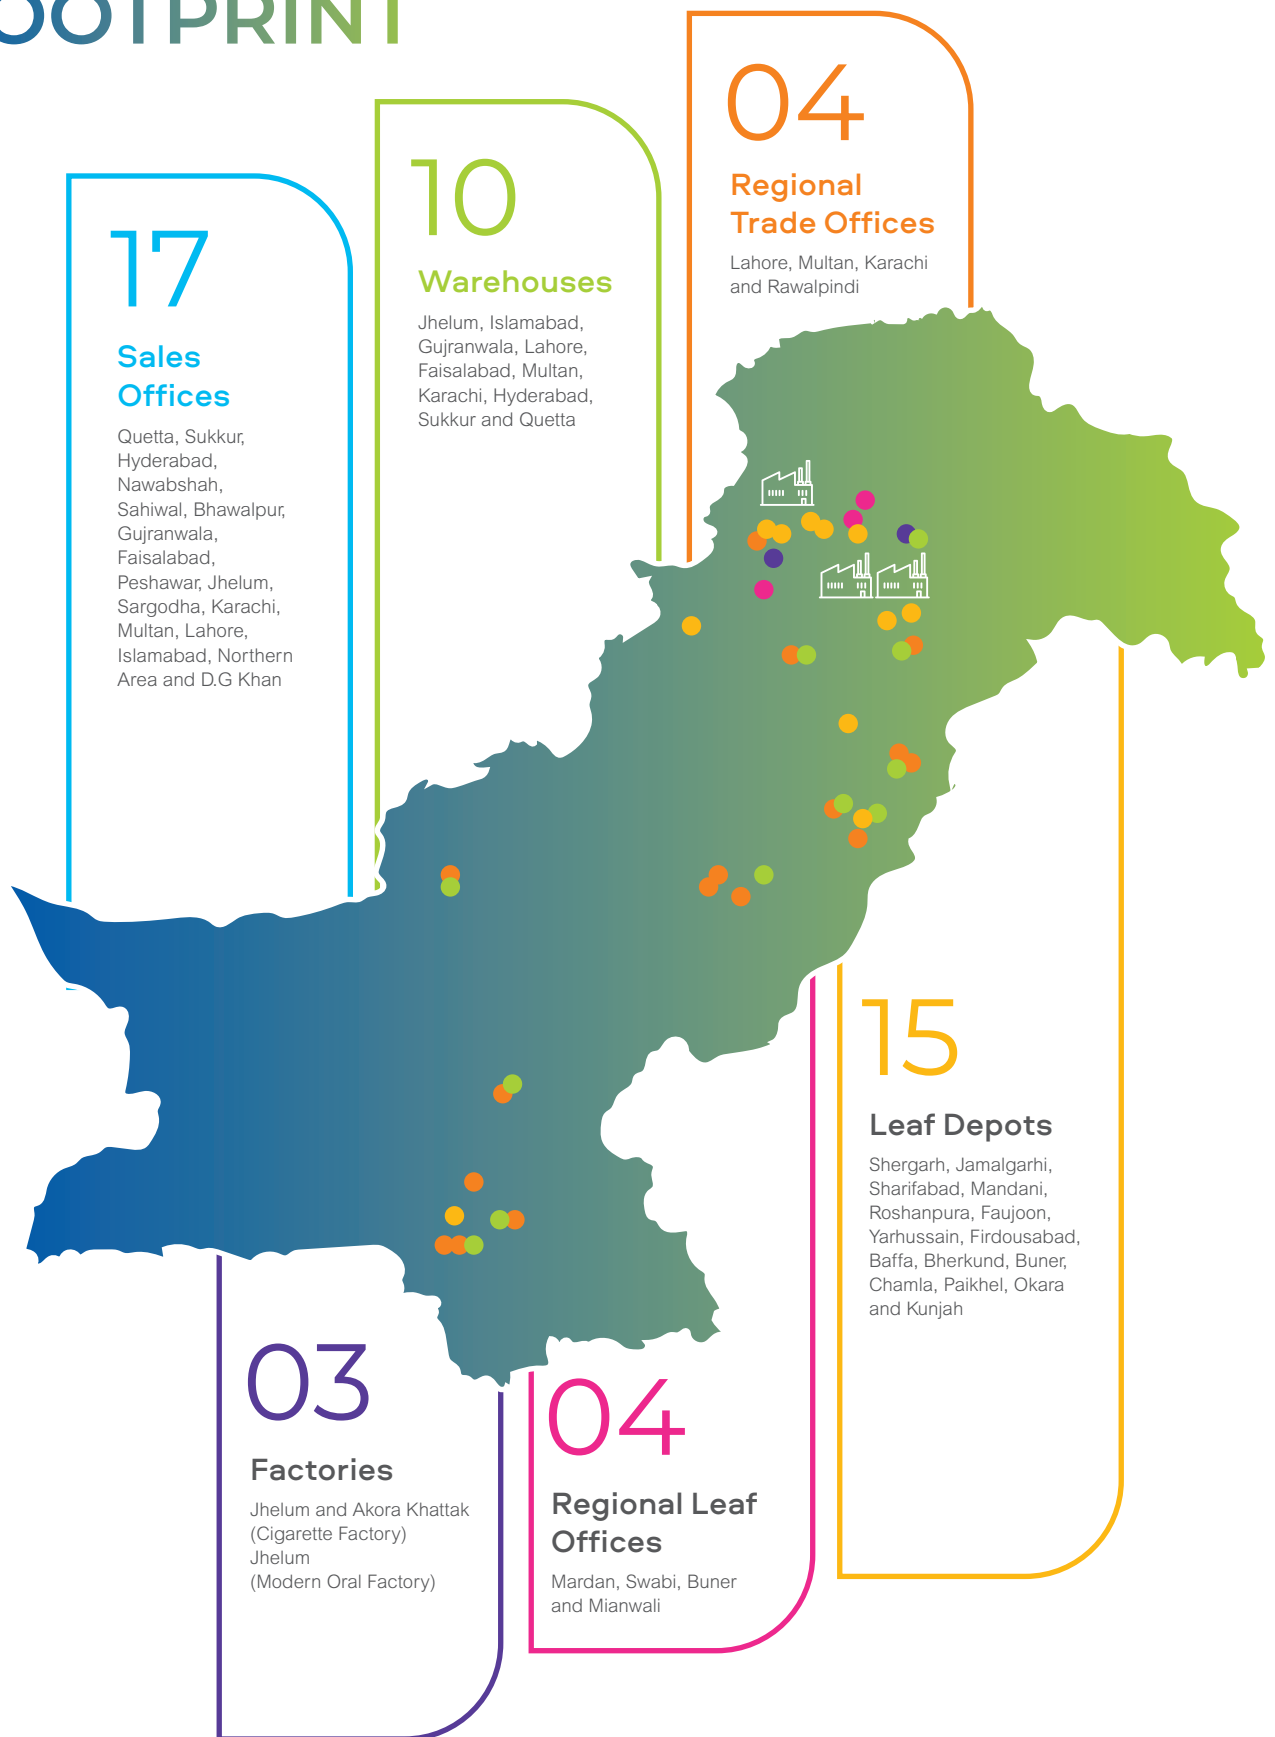 OOTPRINT
04
Regional
Trade Offices
Lahore, Multan, Karachi
and Rawalpindi
10
Warehouses
Jhelum, Islamabad,
Gujranwala, Lahore,
Faisalabad, Multan,
Karachi, Hyderabad,
Sukkur and Quetta
17
Sales
Offices
Quetta, Sukkur,
Hyderabad,
Nawabshah,
Sahiwal, Bhawalpur,
Gujranwala,
Faisalabad,
Peshawar, Jhelum,
Sargodha, Karachi,
Multan, Lahore,
Islamabad, Northern
Area and D.G Khan
15
Leaf Depots
Shergarh, Jamalgarhi,
Sharifabad, Mandani,
Roshanpura, Faujoon,
Yarhussain, Firdousabad,
Baffa, Bherkund, Buner,
Chamla, Paikhel, Okara
and Kunjah
03
Factories
Jhelum and Akora Khattak
(Cigarette Factory)
Jhelum
(Modern Oral Factory)
04
Regional Leaf
Offices
Mardan, Swabi, Buner
and Mianwali